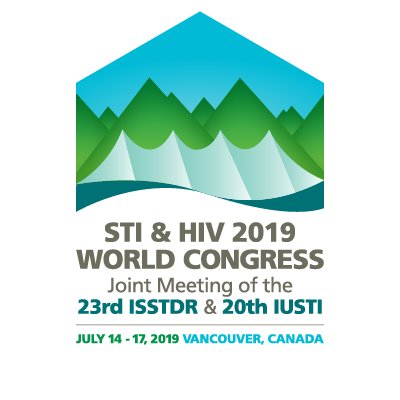 STI & HIV 2019
WORLD CONGRESS
Joint Meeting of the
23rd ISSTDR & 20th IUSTI
JULY 14 - 17, 2019 VANCOUVER, CANADA